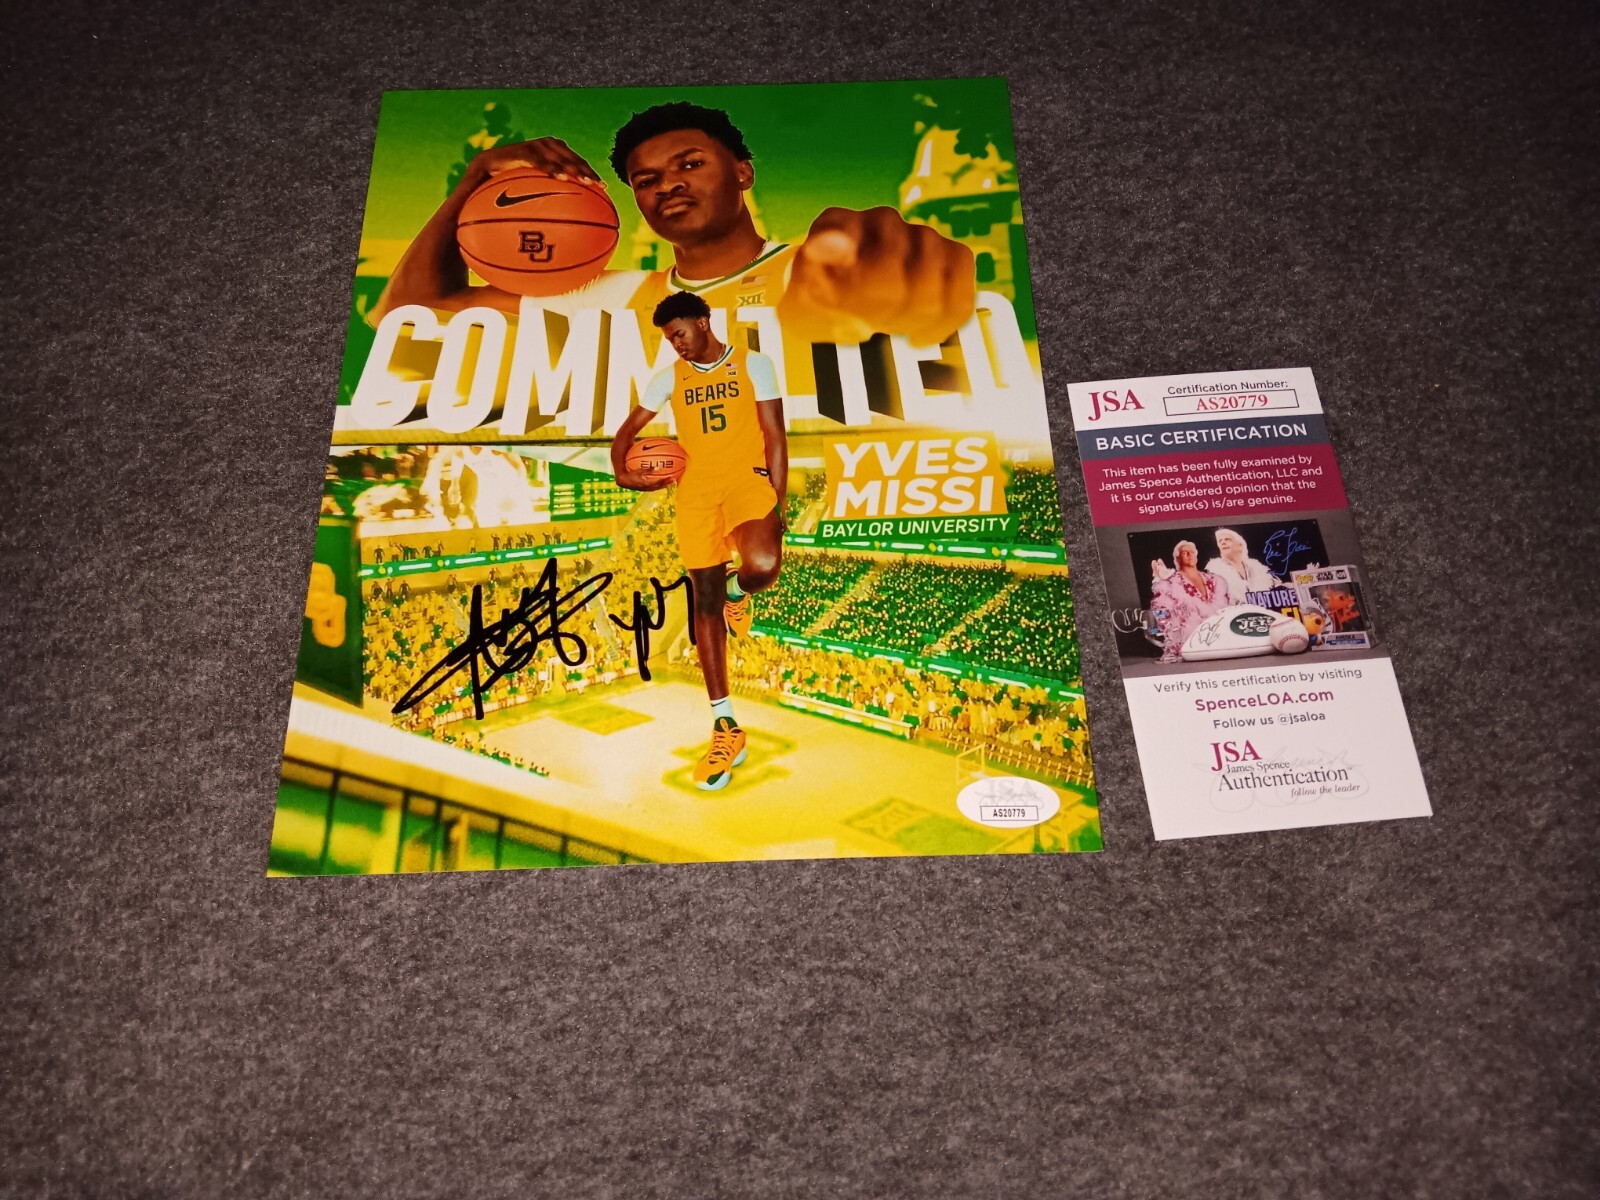 BU
COMMITTED
XII
BEARS
15
ELITE
YVES
MISSI
BAYLOR UNIVERSITY
AS20779
JSA
Certification Number:
AS20779
BASIC CERTIFICATION
This item has been fully examined by
James Spence Authentication, LLC and
it is our considered opinion that the
signature(s) is/are genuine.
NATURE
JETS
Verify this certification by visiting
SpenceLOA.com
Follow us @jsaloa
JSA
James Spence
Authentication
follow the leader